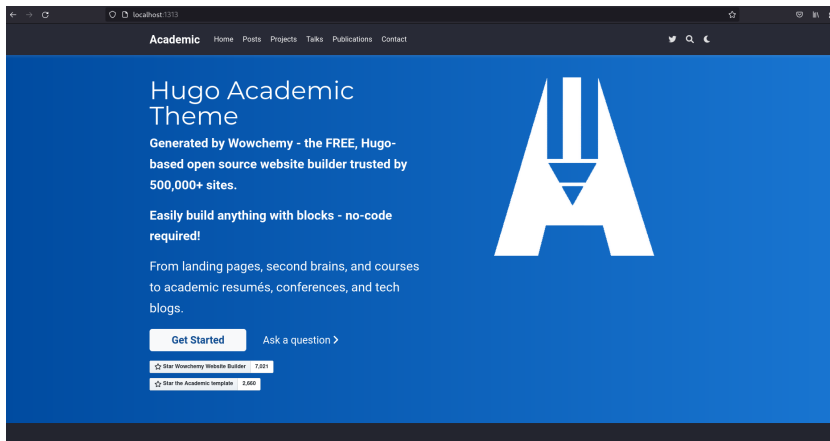 localhost:1313
Academic Home Posts Projects Talks Publications Contact
Hugo Academic
Theme
Generated by Wowchemy - the FREE, Hugo-
based open source website builder trusted by
500,000+ sites.
Easily build anything with blocks - no-code
required!
From landing pages, second brains, and courses
to academic resumés, conferences, and tech
blogs.
Get Started Ask a question
Star Wowchemy Website Builder 7,021
Star the Academic template 2,660